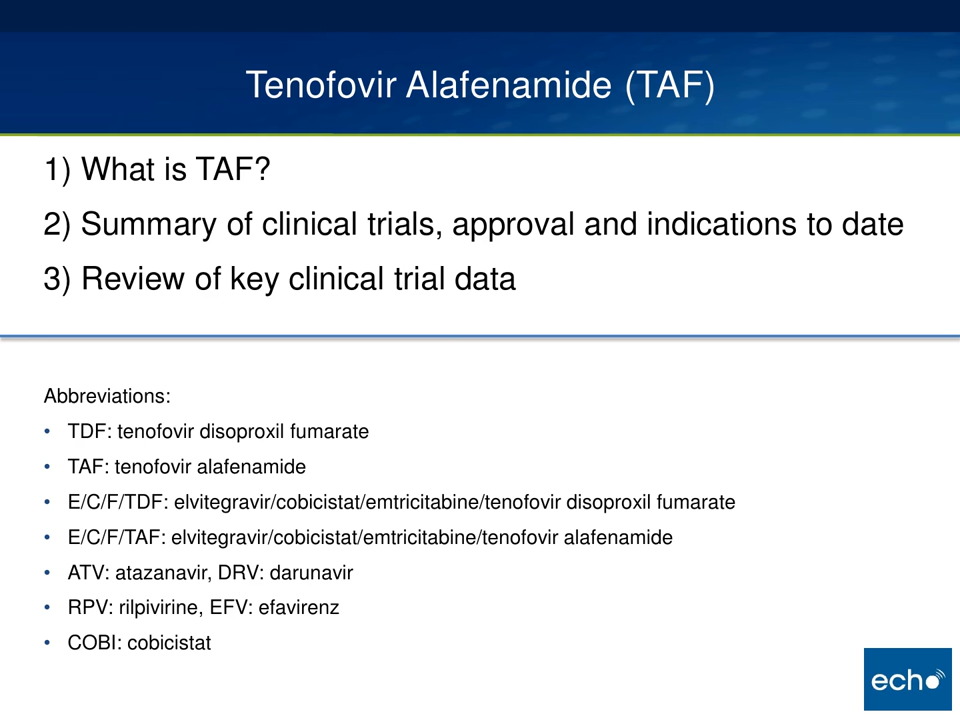 Tenofovir Alafenamide (TAF)
1) What is TAF?
2) Summary of clinical trials, approval and indications to date
3) Review of key clinical trial data
Abbreviations:
• TDF: tenofovir disoproxil fumarate
• TAF: tenofovir alafenamide
• E/C/F/TDF: elvitegravir/cobicistat/emtricitabine/tenofovir disoproxil fumarate
• E/C/F/TAF: elvitegravir/cobicistat/emtricitabine/tenofovir alafenamide
• ATV: atazanavir, DRV: darunavir
• RPV: rilpivirine, EFV: efavirenz
• COBI: cobicistat
echo